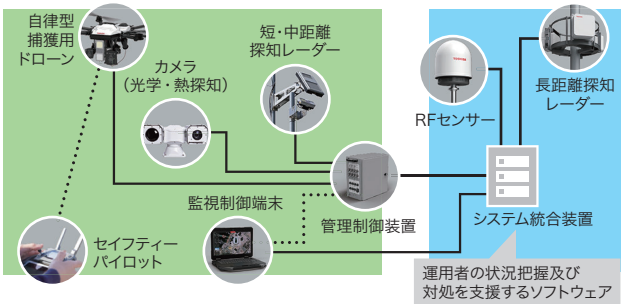 自律型
捕獲用
ドローン
カメラ
（光学・熱探知）
短・中距離
探知レーダー
RFセンサー
長距離探知
レーダー
監視制御端末
管理制御装置
システム統合装置
セイフティー
パイロット
運用者の状況把握及び
対処を支援するソフトウェア